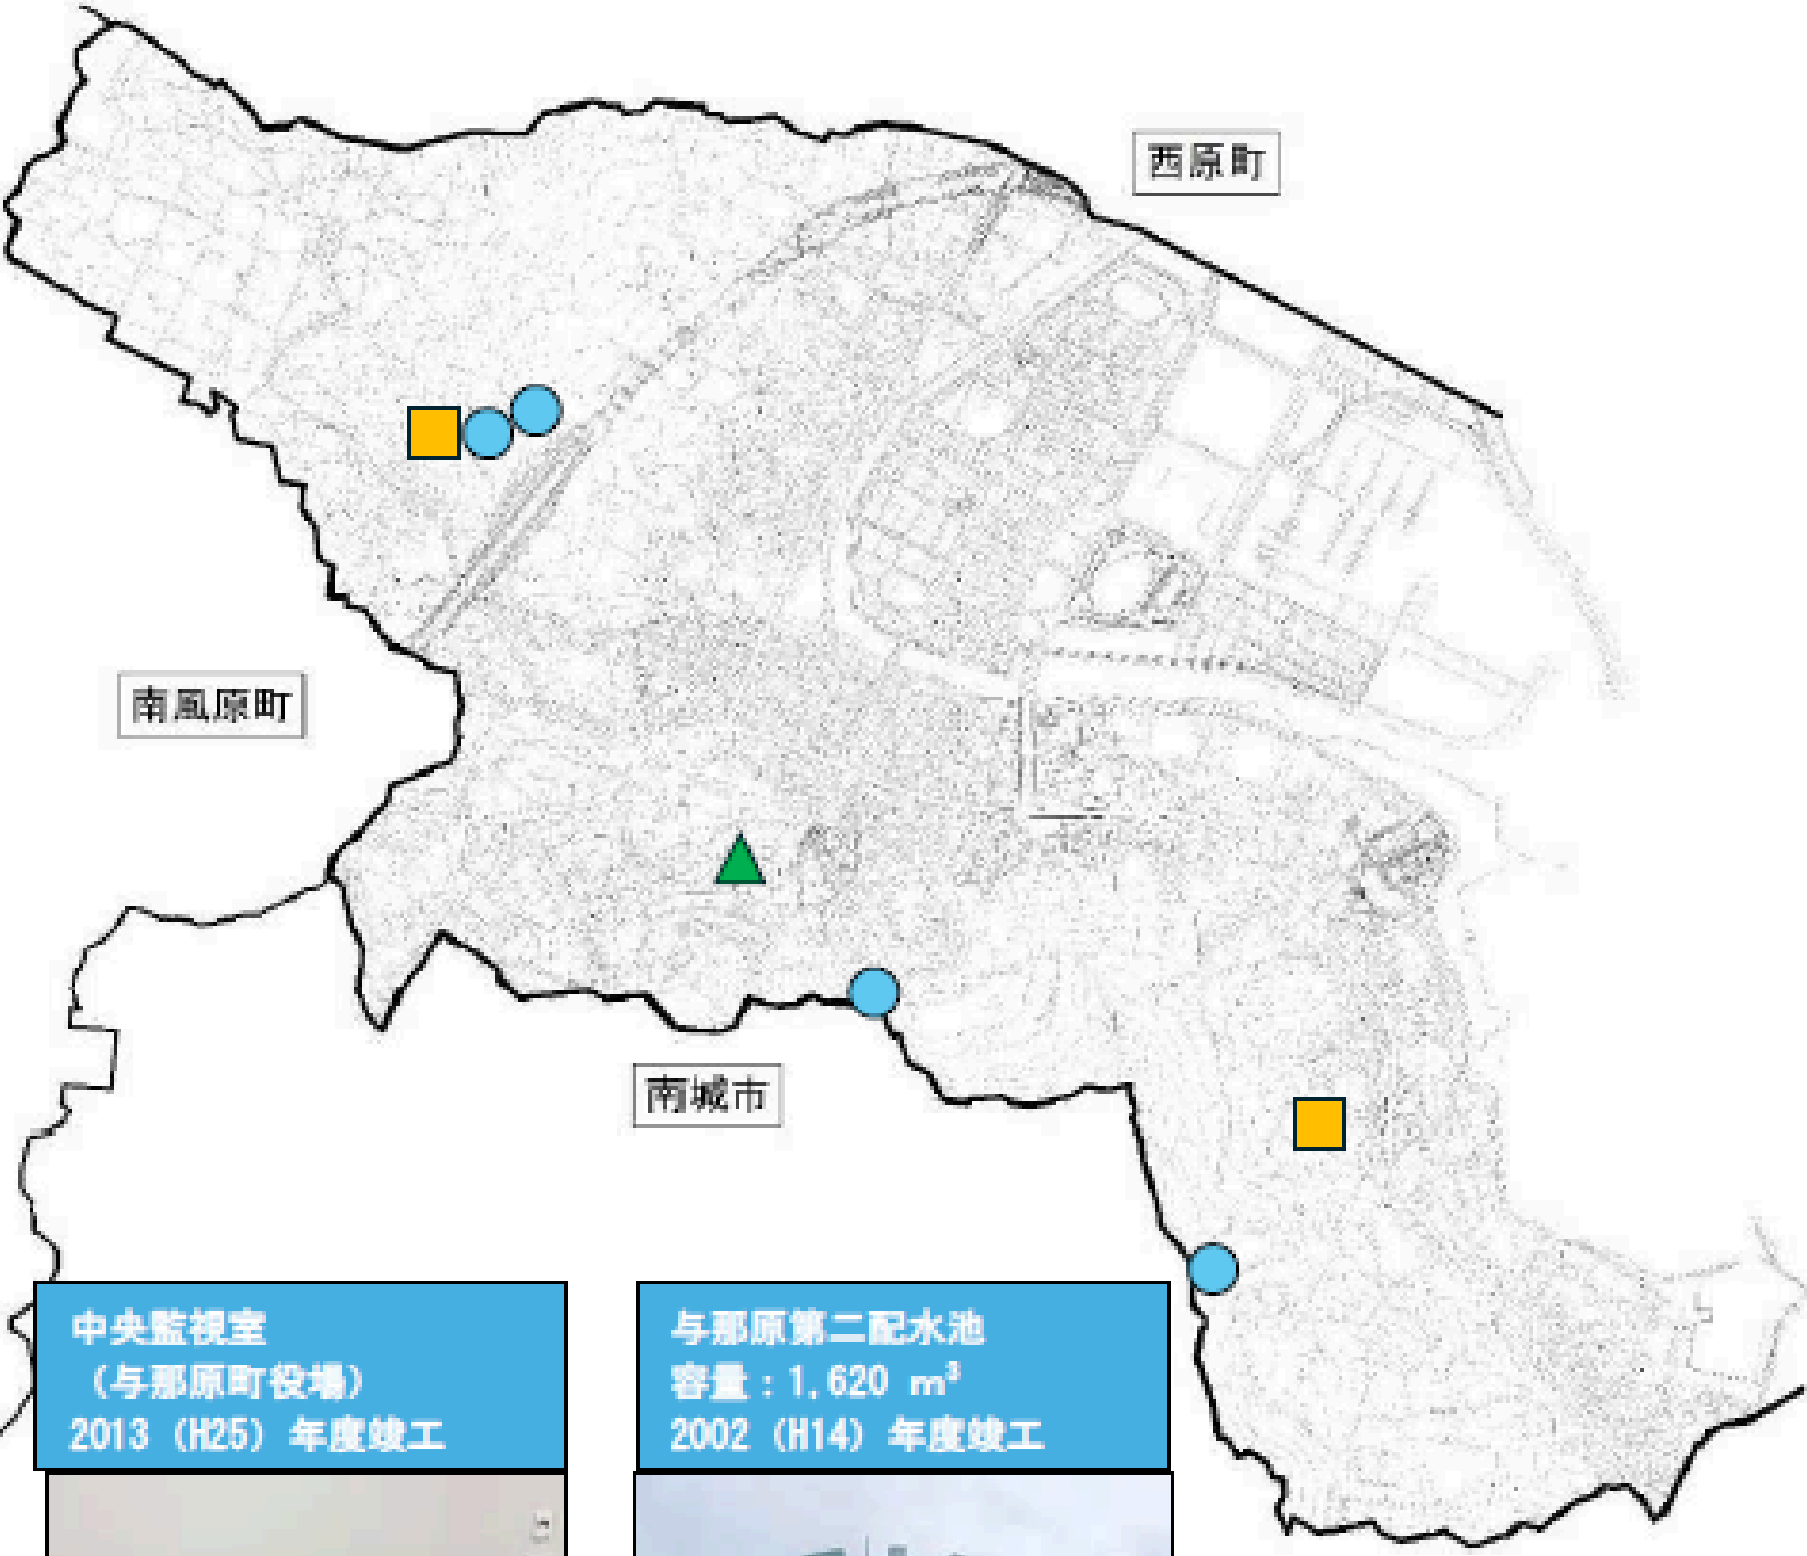 西原町
南風原町
南城市
中央監視室
（与那原町役場）
2013（H25）年度竣工
与那原第二配水池
容量：1,620 m³
2002（H14）年度竣工